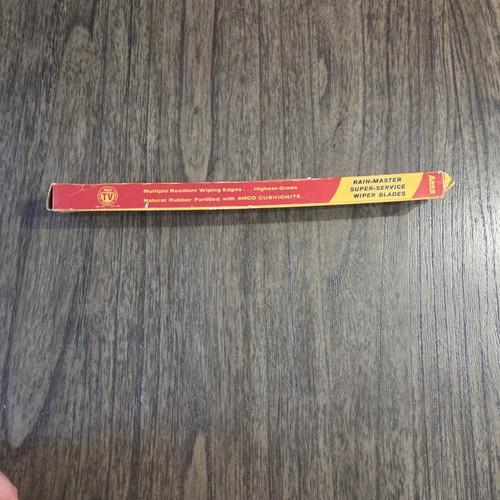 TV
Multiple Resilient Wiping Edges . . . Highest-Grade
Natural Rubber Fortified with ANCO CUSHIONITE.
RAIN-MASTER
SUPER-SERVICE
WIPER BLADES
Anco